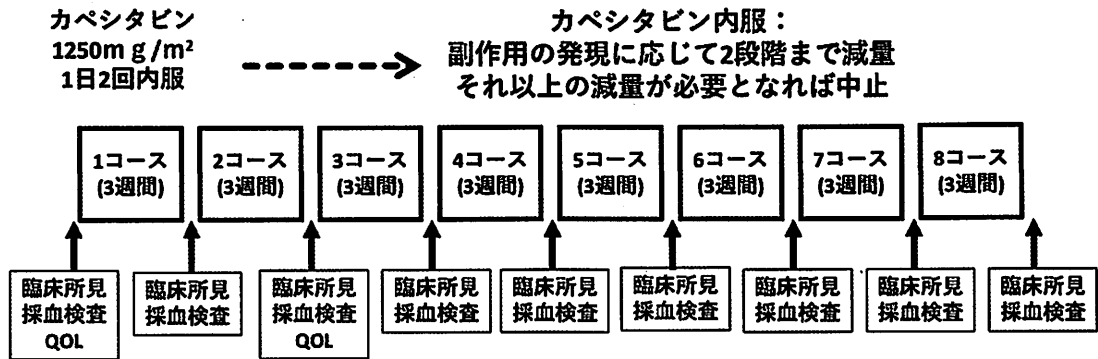 カペシタビン
1250mg/m²
1日2回内服
カペシタビン内服：
副作用の発現に応じて2段階まで減量
それ以上の減量が必要となれば中止
1コース
(3週間)
2コース
(3週間)
3コース
(3週間)
4コース
(3週間)
5コース
(3週間)
6コース
(3週間)
7コース
(3週間)
8コース
(3週間)
臨床所見
採血検査
QOL
臨床所見
採血検査
臨床所見
採血検査
QOL
臨床所見
採血検査
臨床所見
採血検査
臨床所見
採血検査
臨床所見
採血検査
臨床所見
採血検査
臨床所見
採血検査